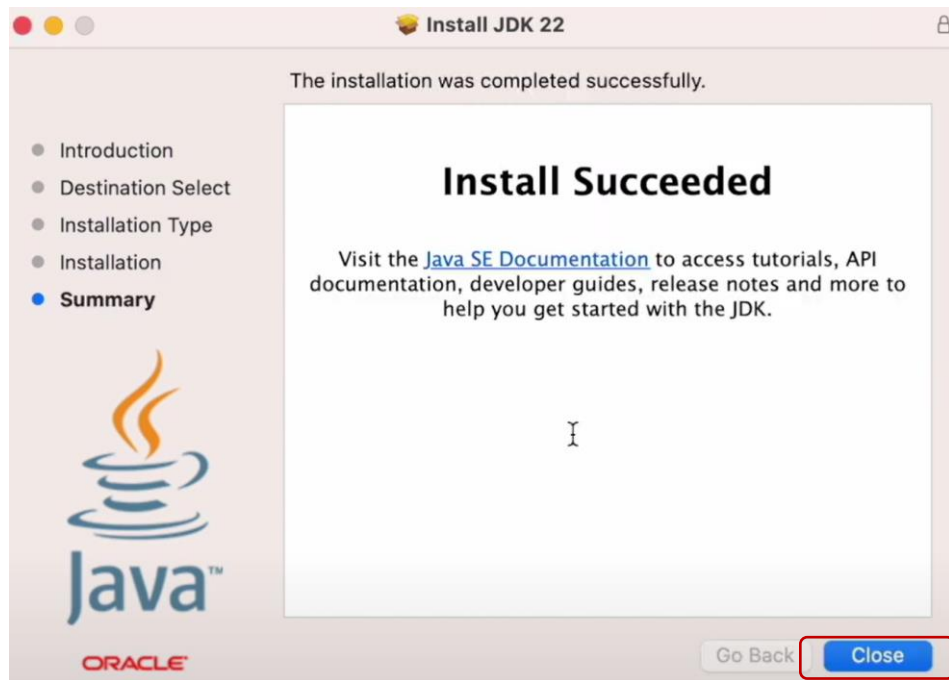 Install JDK 22
The installation was completed successfully.
Introduction
Destination Select
Installation Type
Installation
Summary
Install Succeeded
Visit the Java SE Documentation to access tutorials, API
documentation, developer guides, release notes and more to
help you get started with the JDK.
Java™
ORACLE®
Go Back
Close